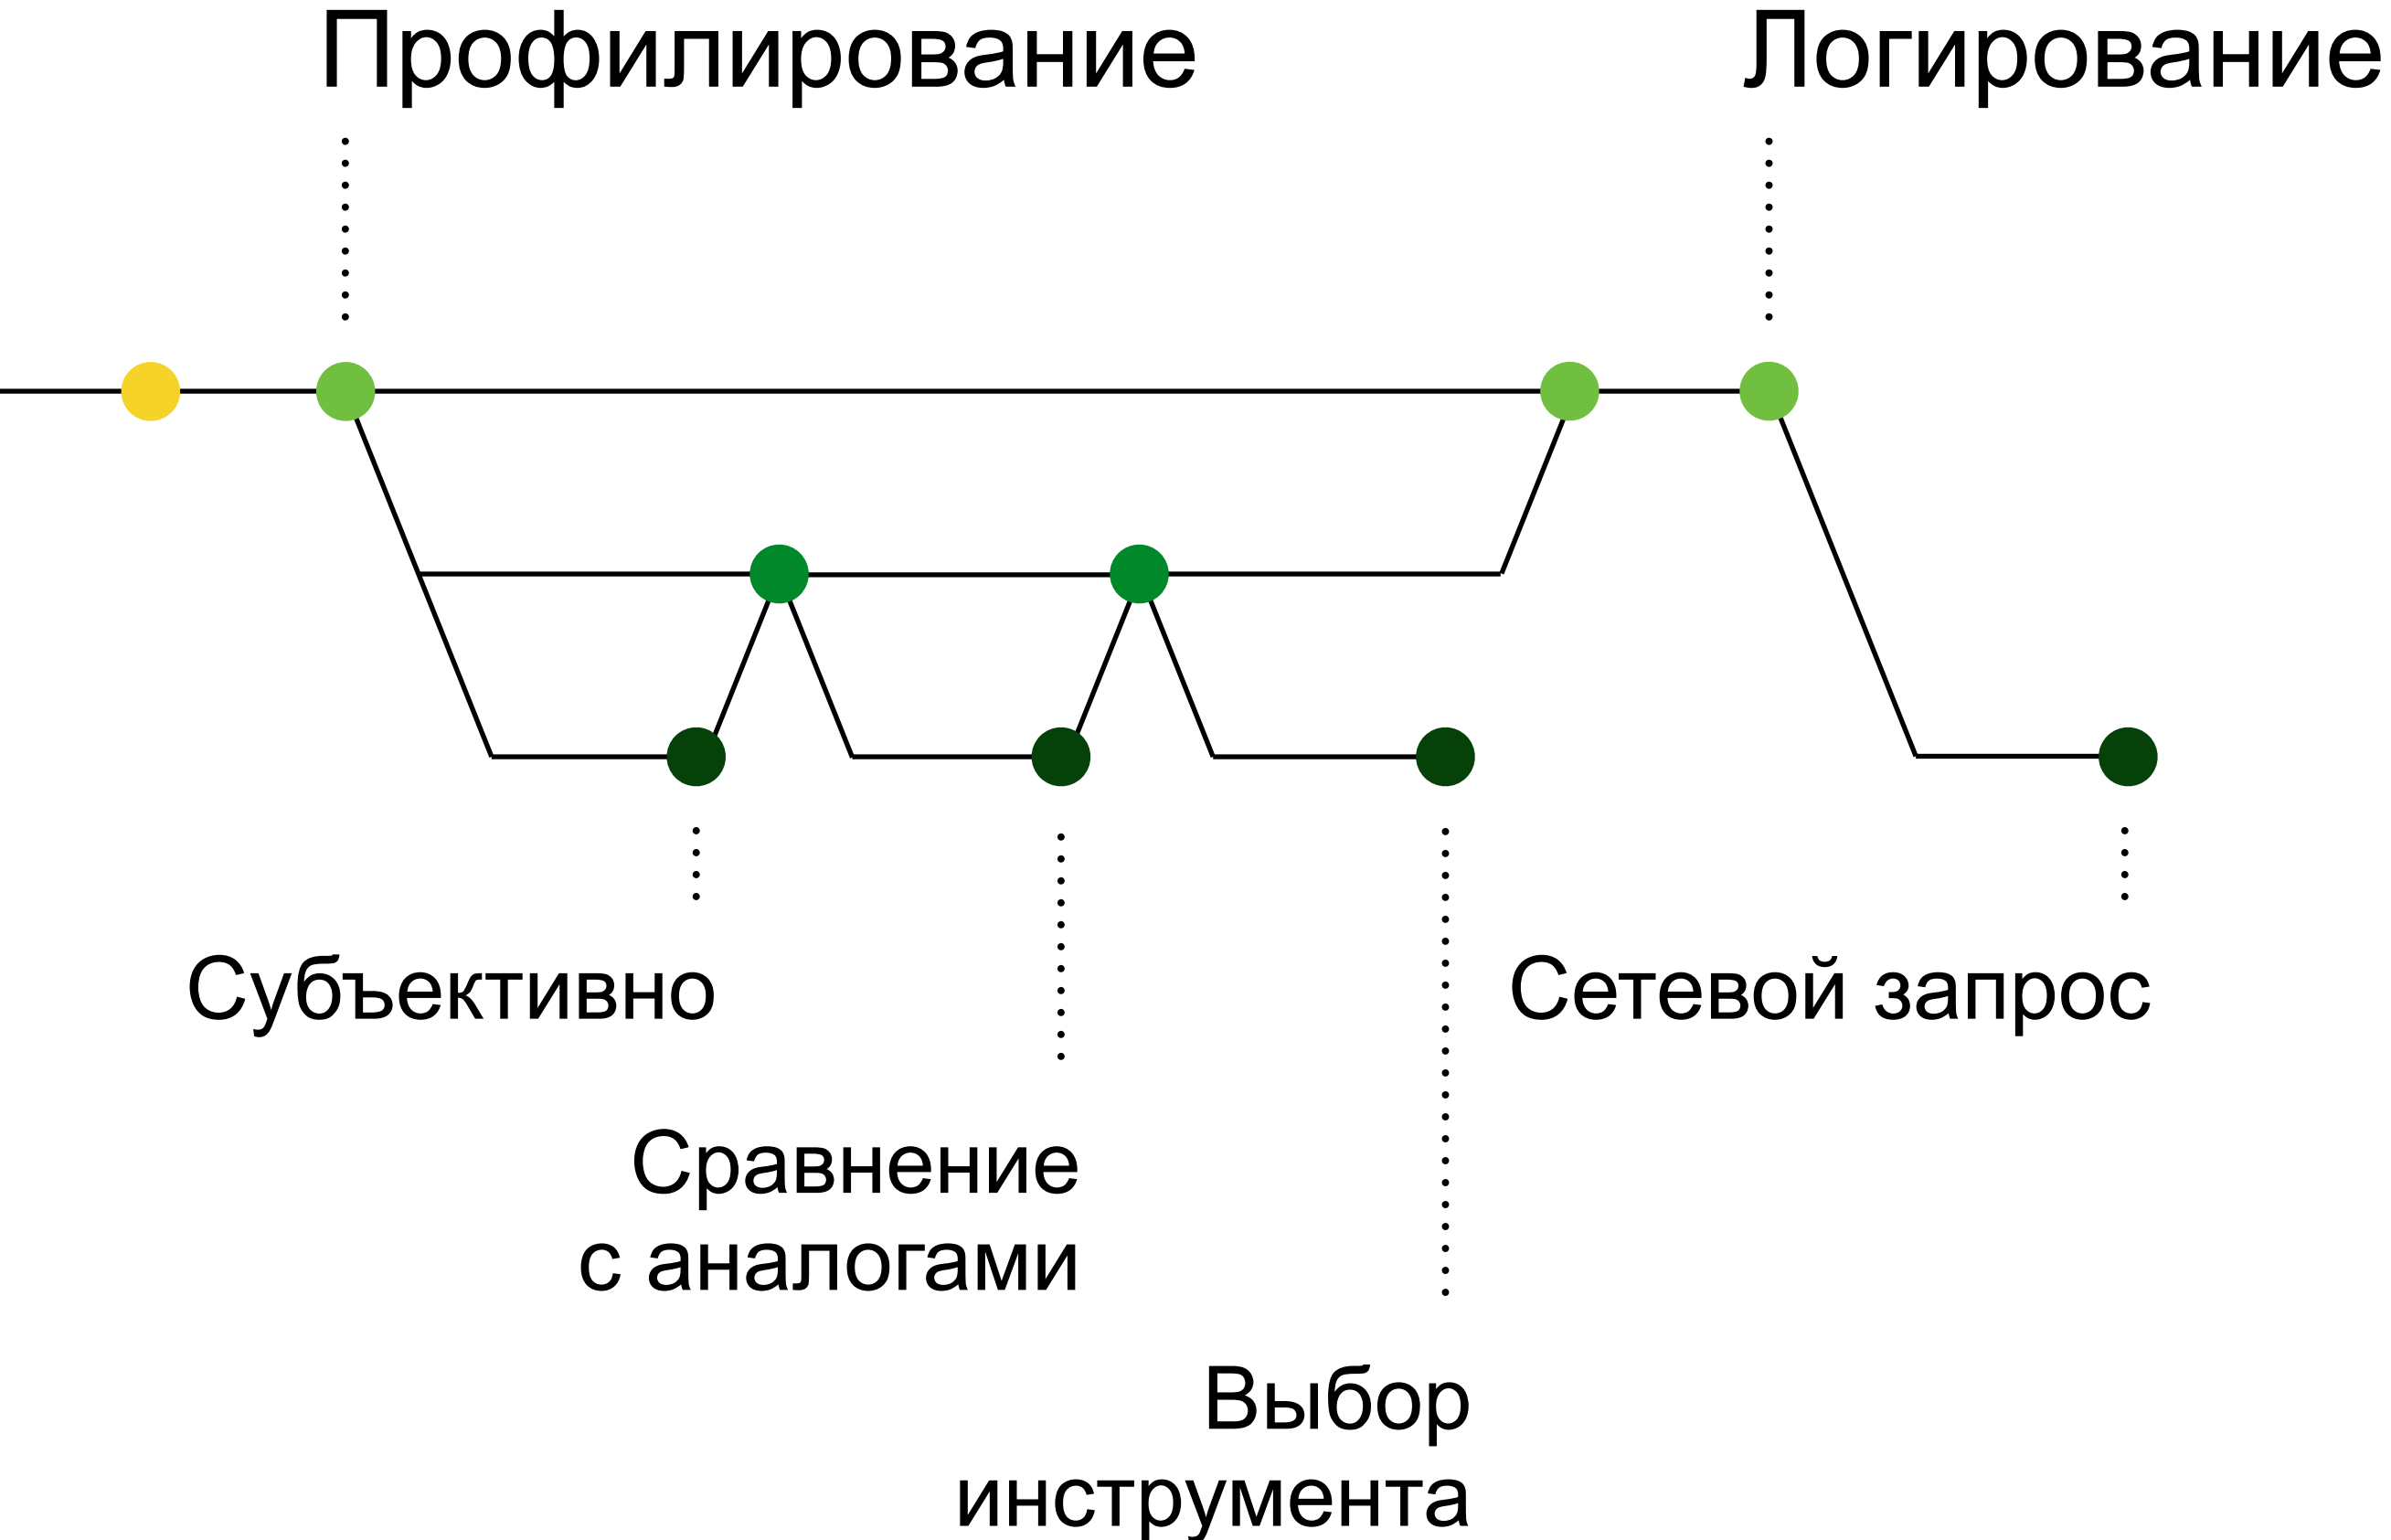 Профилирование
Логирование
Субъективно
Сетевой запрос
Сравнение
с аналогами
Выбор
инструмента